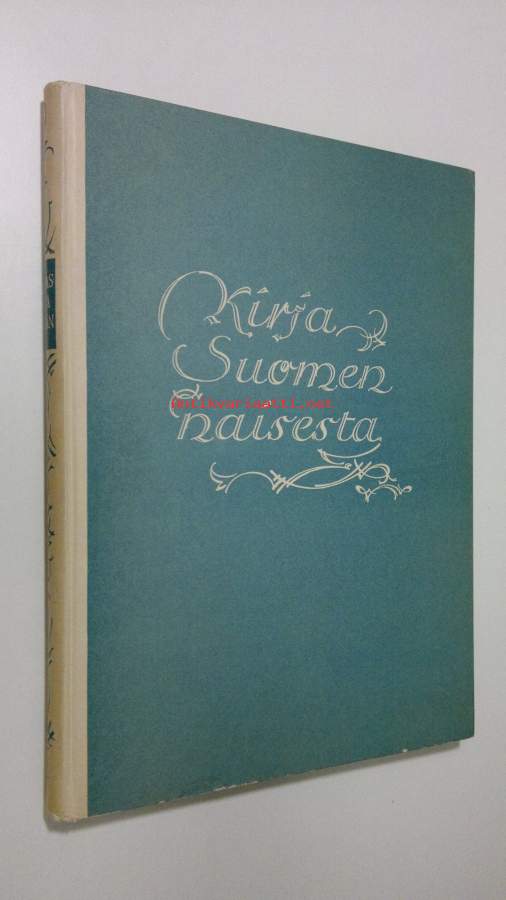 Kirja
Suomen
naisesta
antikvariaatti.net